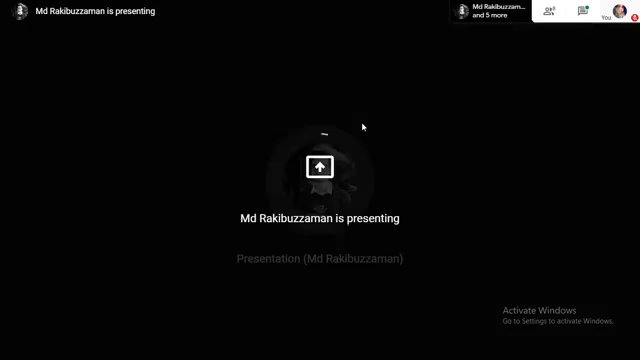 Md Rakibuzzaman is presenting
Md Rakibuzzam...
and 5 more
You
Md Rakibuzzaman is presenting
Presentation (Md Rakibuzzaman)
Activate Windows
Go to Settings to activate Windows.